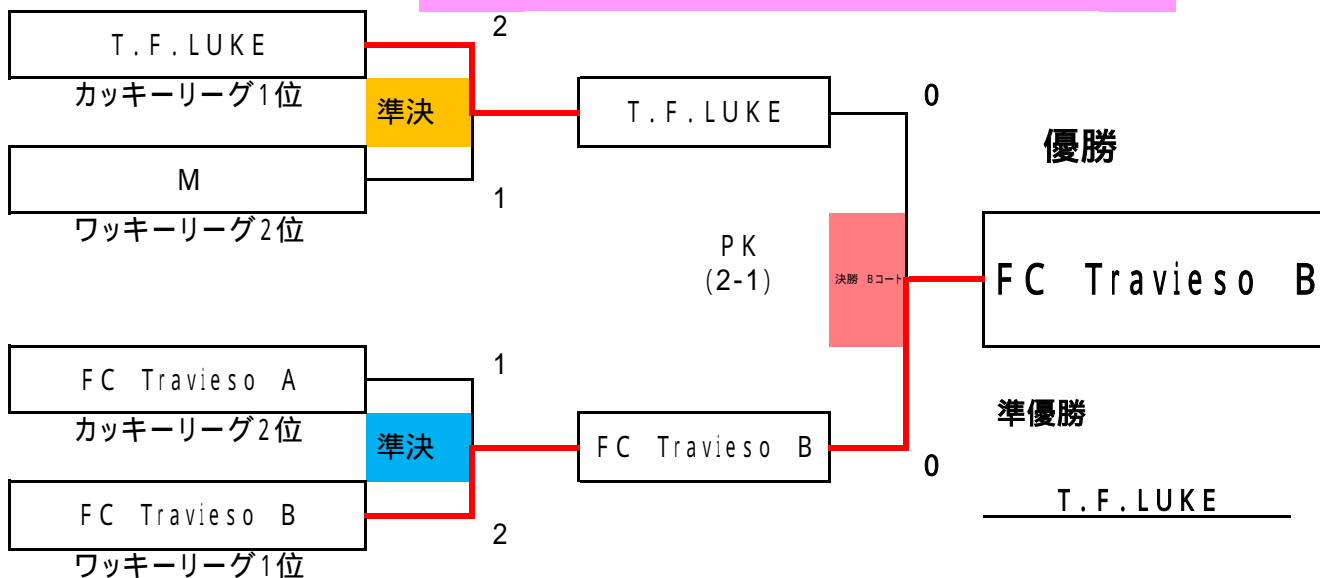 T.F.LUKE
カッキーリーグ1位
準決
M
ワッキーリーグ2位
2
1
T.F.LUKE
0
PK
(2-1)
決勝 Bコート
優勝
FC Travieso B
FC Travieso A
カッキーリーグ2位
準決
FC Travieso B
ワッキーリーグ1位
1
2
FC Travieso B
0
準優勝
T.F.LUKE